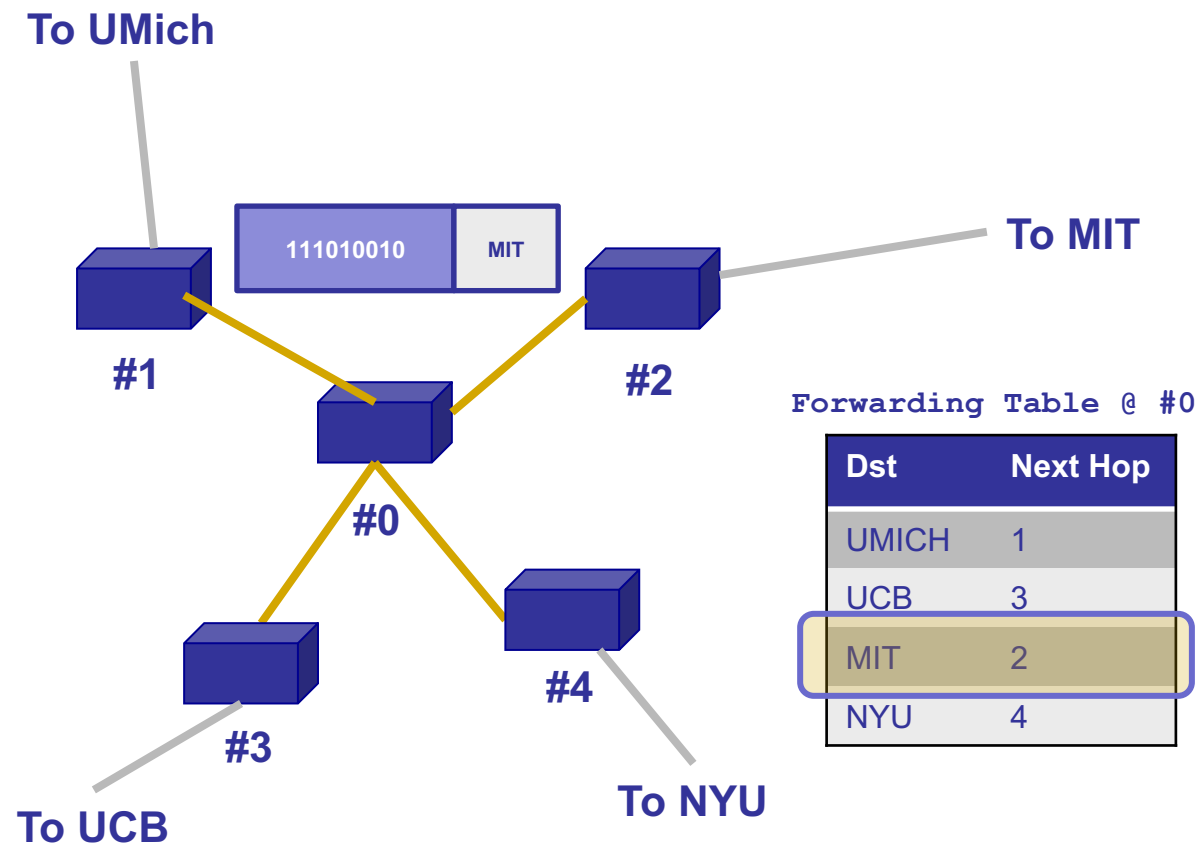 To UMich
111010010 MIT
To MIT
#1
#2
Forwarding Table @ #0
Dst Next Hop
UMICH 1
UCB 3
MIT 2
NYU 4
#0
#4
#3
To NYU
To UCB